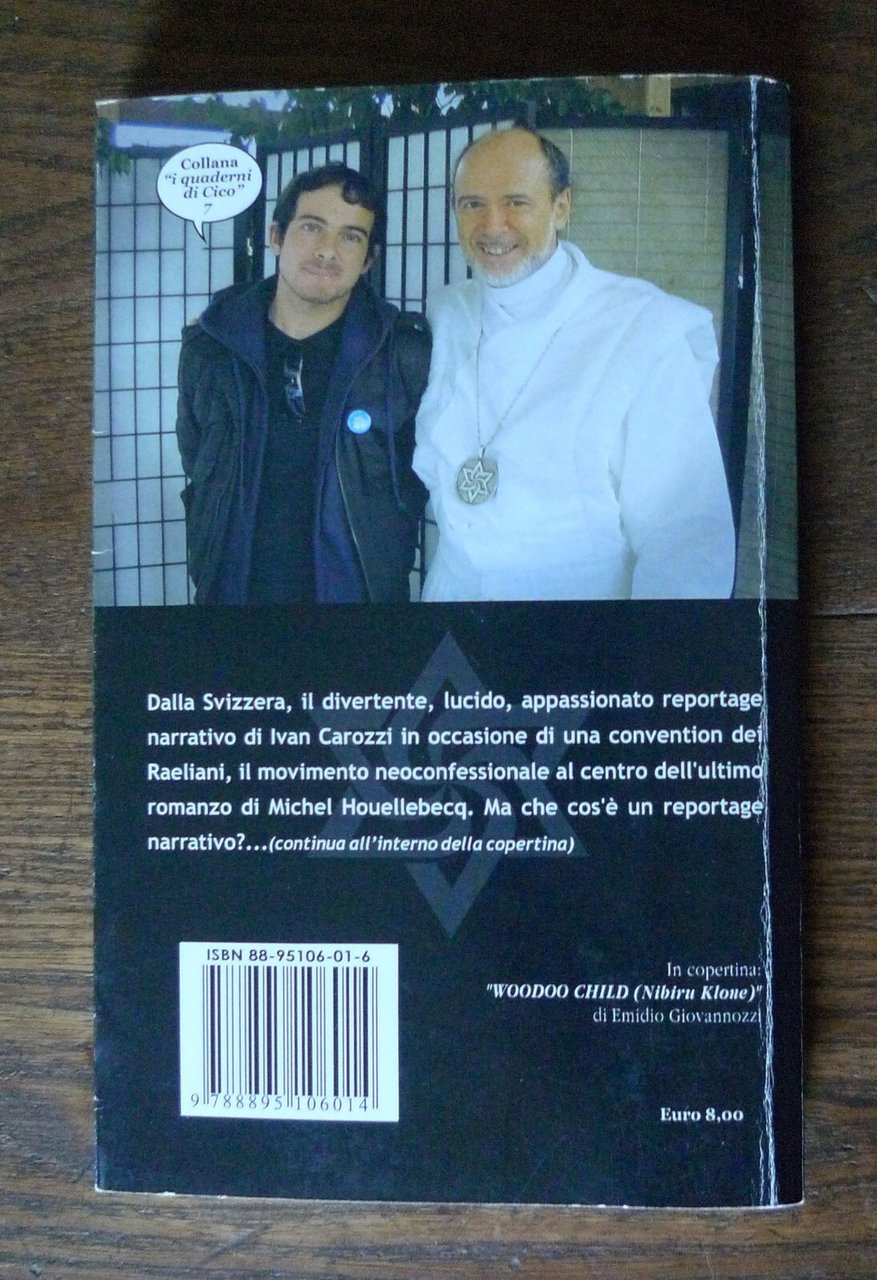 Collana
"i quaderni
di Cico"
7
Dalla Svizzera, il divertente, lucido, appassionato reportage
narrativo di Ivan Carozzi in occasione di una convention dei
Raeliani, il movimento neoconfessionale al centro dell'ultimo
romanzo di Michel Houellebecq. Ma che cos'è un reportage
narrativo?...(continua all'interno della copertina)
ISBN 88-95106-01-6
9 788895 106014
In copertina:
"WOODOO CHILD (Nibiru Klone)"
di Emidio Giovannozzi
Euro 8,00